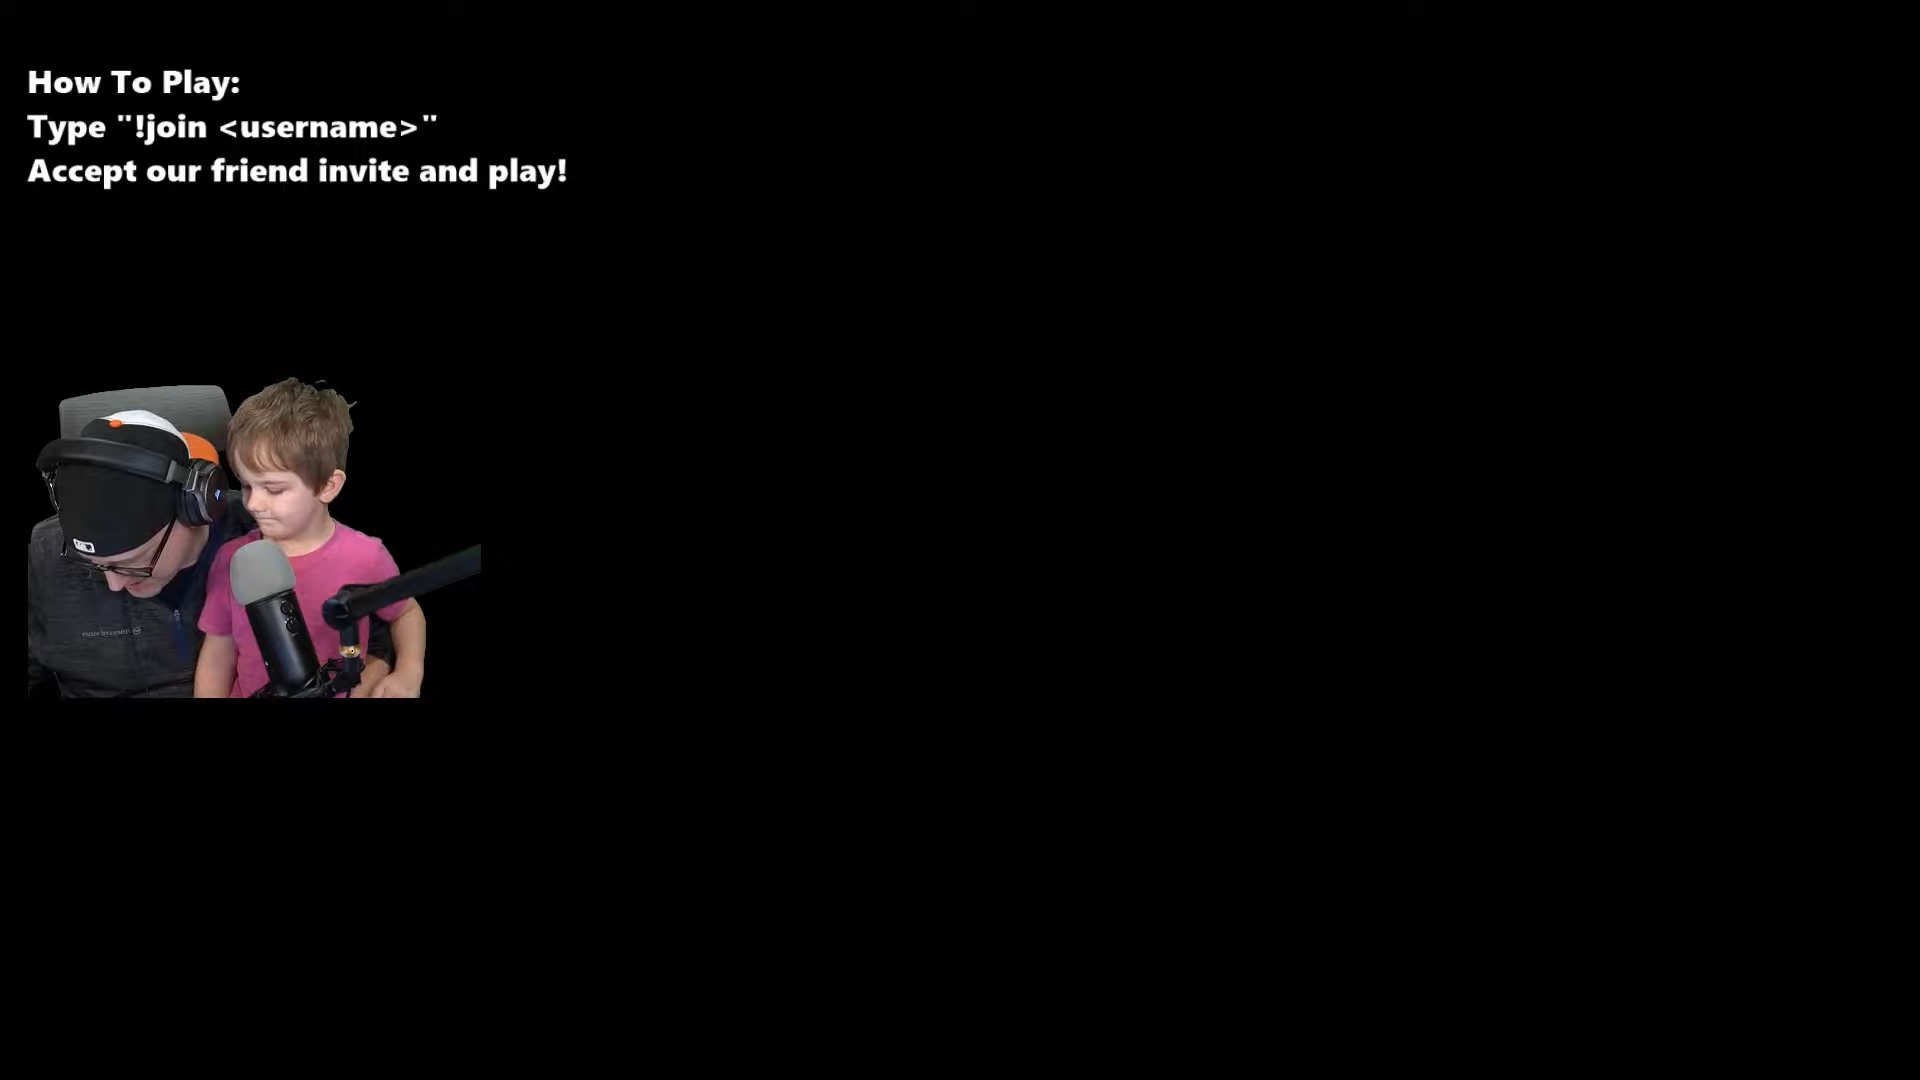 How To Play:
Type "!join <username>"
Accept our friend invite and play!